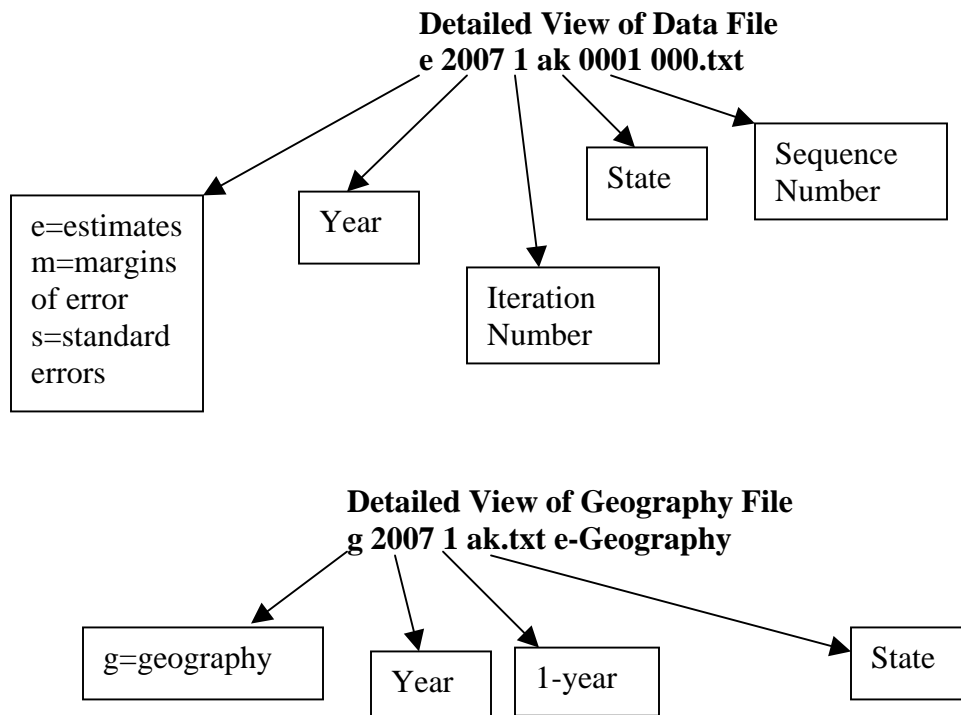 Detailed View of Data File
e 2007 1 ak 0001 000.txt
e=estimates
m=margins
of error
s=standard
errors
Year
Iteration
Number
State
Sequence
Number
Detailed View of Geography File
g 2007 1 ak.txt e-Geography
g=geography
Year
1-year
State